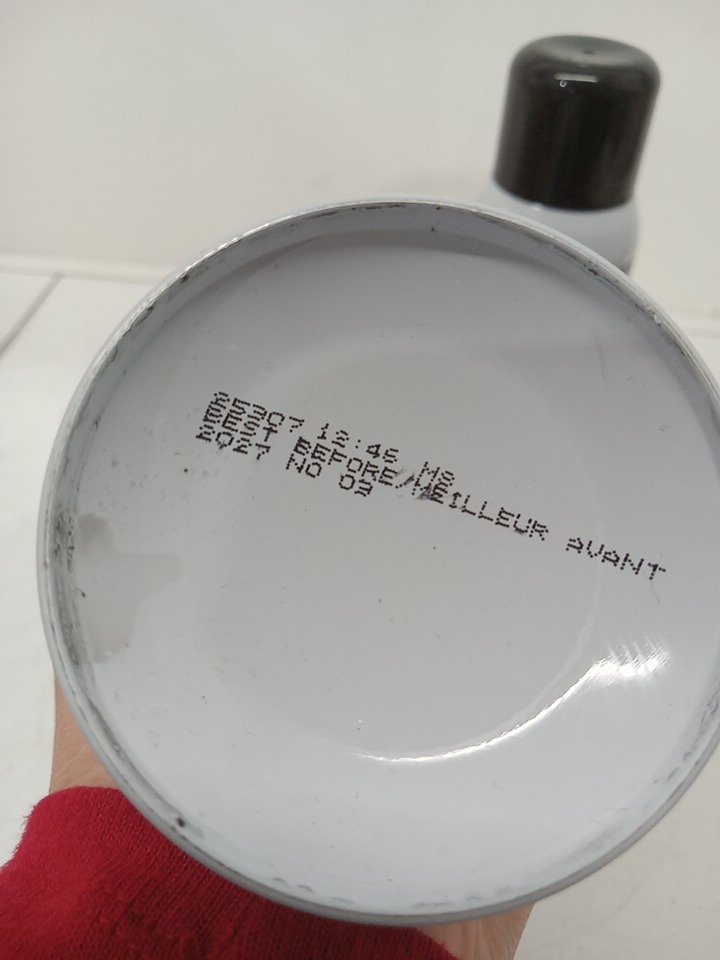 25307 12:46 MS
BEST BEFORE/MEILLEUR AVANT
2027 NO 03